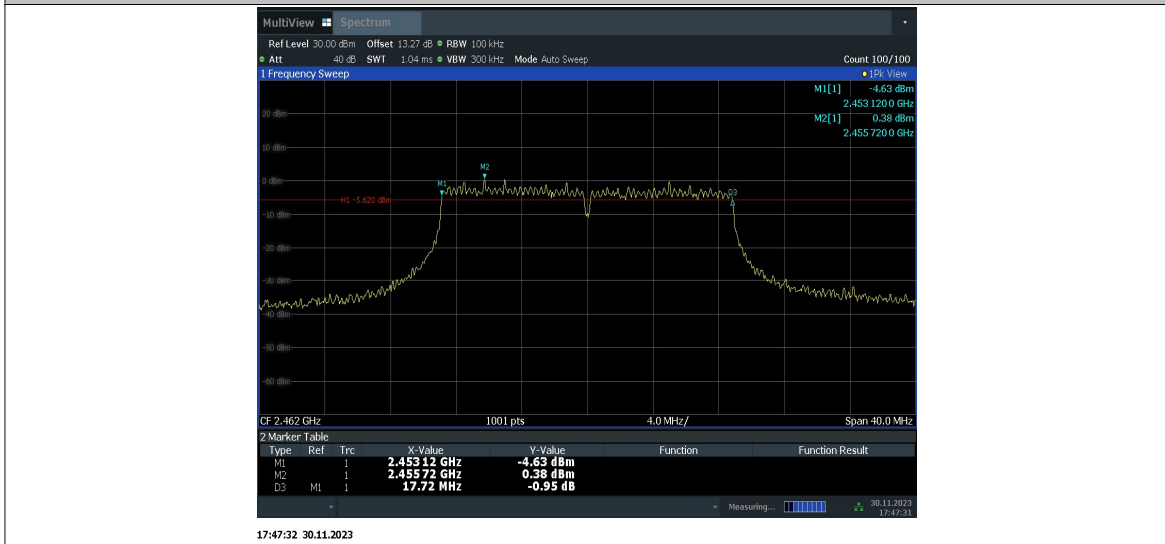 MultiView Spectrum
Ref Level 30.00 dBm Offset 13.27 dB RBW 100 kHz
Att 40 dB SWT 1.04 ms VBW 300 kHz Mode Auto Sweep Count 100/100
1 Frequency Sweep 1Pk View
M1[1] -4.63 dBm
2.453 120 0 GHz
M2[1] 0.38 dBm
2.455 720 0 GHz
20 dBm
10 dBm
M2
0 dBm
M1
D3
H1 -5.620 dBm
-10 dBm
-20 dBm
-30 dBm
-40 dBm
-50 dBm
-60 dBm
CF 2.462 GHz 1001 pts 4.0 MHz/ Span 40.0 MHz
2 Marker Table
Type Ref Trc X-Value Y-Value Function Function Result
M1 1 2.453 12 GHz -4.63 dBm
M2 1 2.455 72 GHz 0.38 dBm
D3 M1 1 17.72 MHz -0.95 dB
Measuring... 30.11.2023
17:47:31
17:47:32 30.11.2023